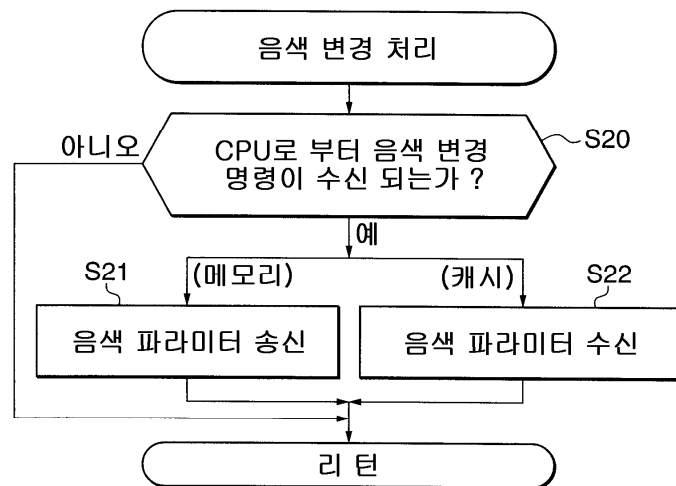 음색 변경 처리
아니오
CPU로 부터 음색 변경
명령이 수신 되는가 ?
S20
예
S21
(메모리)
(캐시)
S22
음색 파라미터 송신
음색 파라미터 수신
리 턴